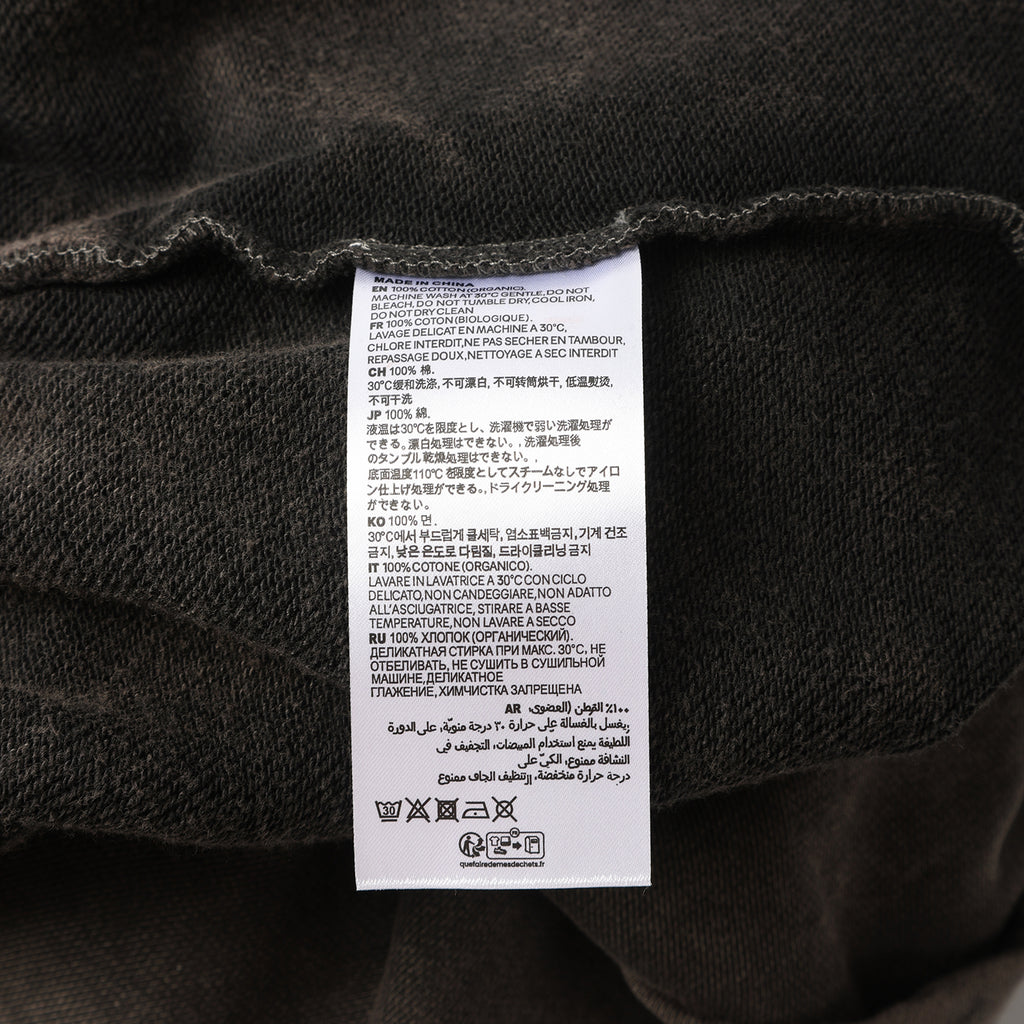 MADE IN CHINA
EN 100% COTTON (ORGANIC).
MACHINE WASH AT 30°C GENTLE, DO NOT
BLEACH, DO NOT TUMBLE DRY, COOL IRON,
DO NOT DRY CLEAN
FR 100% COTON (BIOLOGIQUE).
LAVAGE DELICAT EN MACHINE A 30°C,
CHLORE INTERDIT, NE PAS SECHER EN TAMBOUR,
REPASSAGE DOUX, NETTOYAGE A SEC INTERDIT
CH 100% 棉.
30°C缓和洗涤, 不可漂白, 不可转筒烘干, 低温熨烫,
不可干洗
JP 100% 綿.
液温は30°Cを限度とし、洗濯機で弱い洗濯処理が
できる。漂白処理はできない。, 洗濯処理後
のタンブル乾燥処理はできない。,
底面温度110°Cを限度としてスチームなしでアイロ
ン仕上げ処理ができる。, ドライクリーニング処理
ができない。
KO 100% 면.
30°C에서 부드럽게 클세탁, 염소표백금지, 기계 건조
금지, 낮은 온도로 다림질, 드라이클리닝 금지
IT 100% COTONE (ORGANICO).
LAVARE IN LAVATRICE A 30°C CON CICLO
DELICATO, NON CANDEGGIARE, NON ADATTO
ALL'ASCIUGATRICE, STIRARE A BASSE
TEMPERATURE, NON LAVARE A SECCO
RU 100% ХЛОПОК (ОРГАНИЧЕСКИЙ).
ДЕЛИКАТНАЯ СТИРКА ПРИ МАКС. 30°C, НЕ
ОТБЕЛИВАТЬ, НЕ СУШИТЬ В СУШИЛЬНОЙ
МАШИНЕ, ДЕЛИКАТНОЕ
ГЛАЖЕНИЕ, ХИМЧИСТКА ЗАПРЕЩЕНА
AR ١٠٠٪ القطن (العضوي).
يغسل بالغسالة على حرارة ٣٠ درجة مئوية، على الدورة
اللطيفة يمنع استخدام المبيضات، التجفيف في
النشافة ممنوع، الكيّ على
درجة حرارة منخفضة، التنظيف الجاف ممنوع
30
FR
quefairedemesdechets.fr